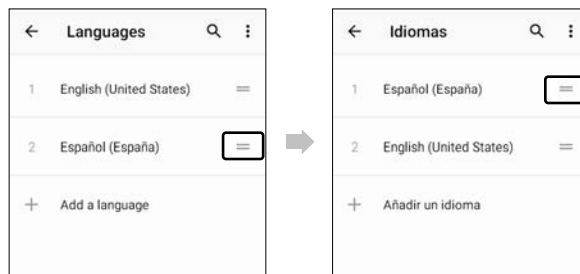 Languages
1 English (United States)
2 Español (España)
Add a language
Idiomas
1 Español (España)
2 English (United States)
Añadir un idioma